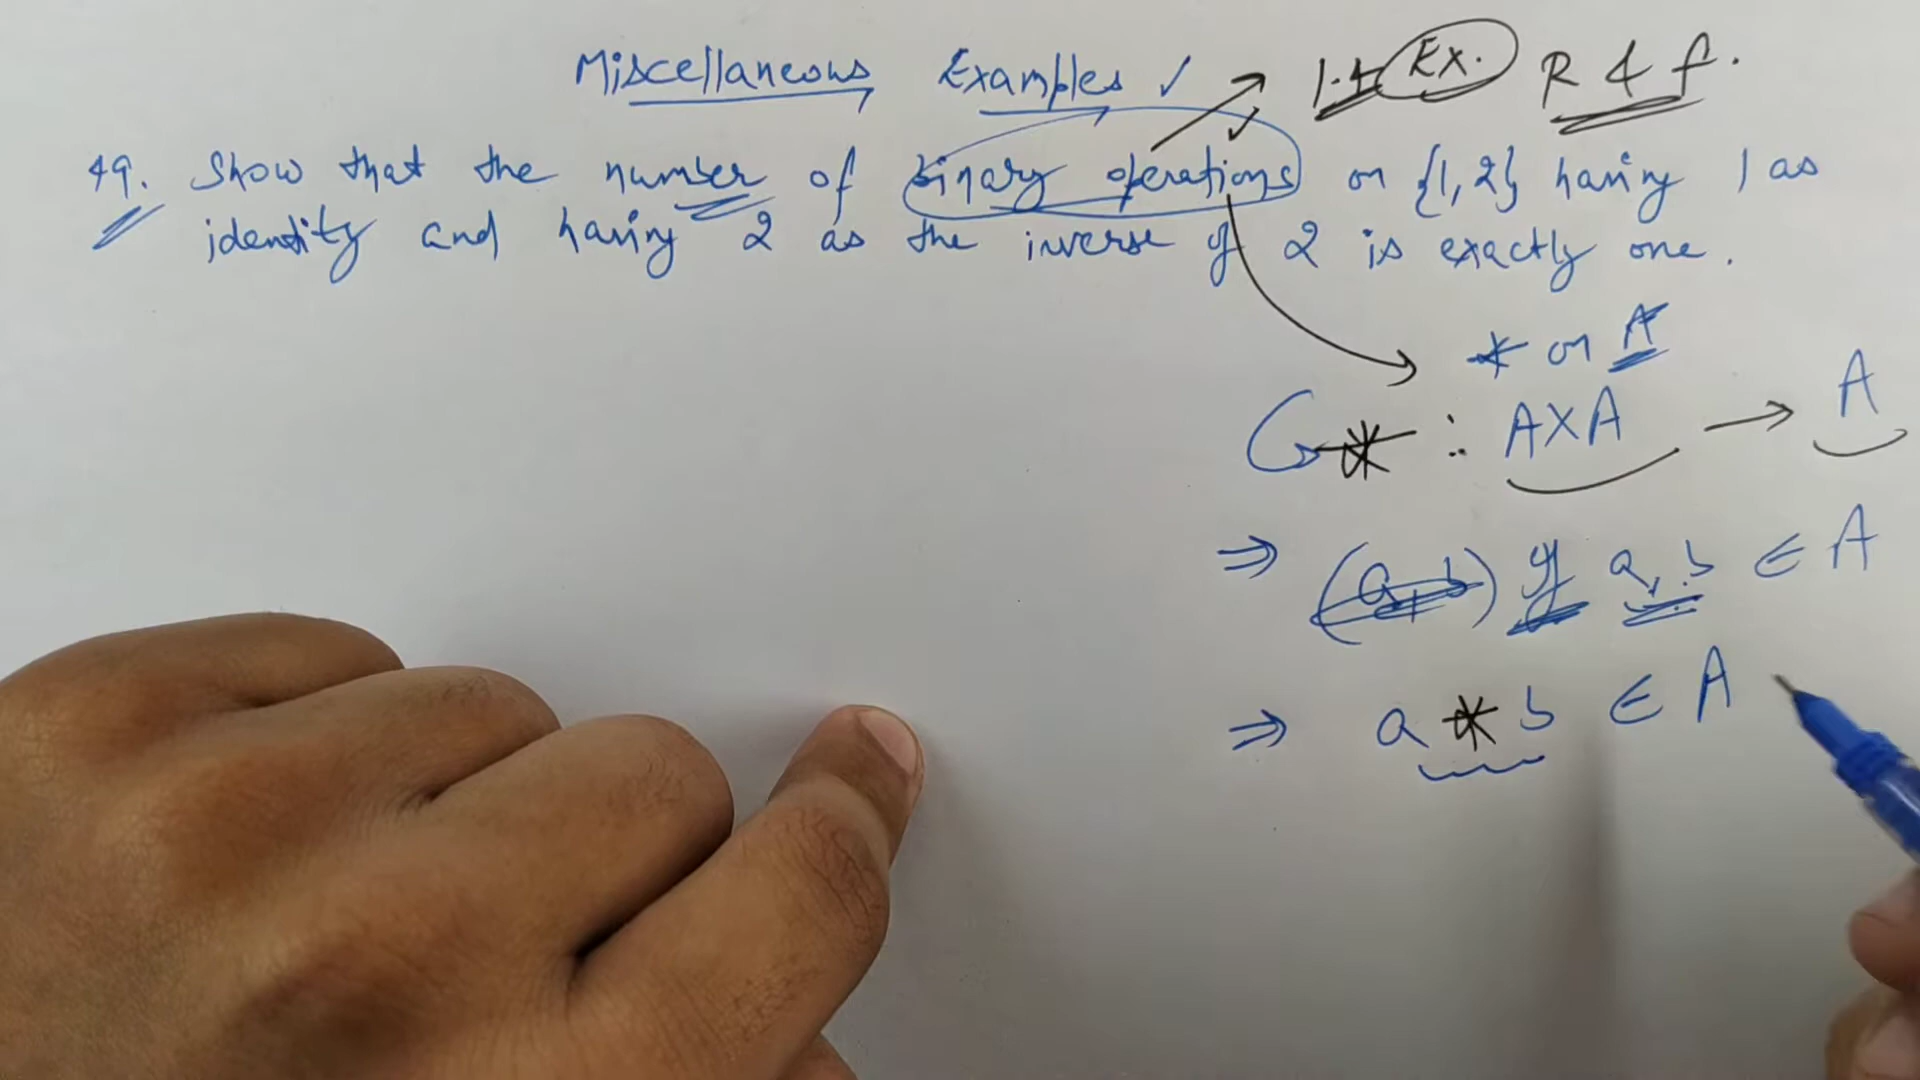 Miscellaneous Examples ✓ 1.4 Ex. R & f.
49. Show that the number of binary operations on {1,2} having 1 as
identity and having 2 as the inverse of 2 is exactly one.
* on A
* : A×A → A
⇒ (a, b) if a, b ∈ A
⇒ a * b ∈ A